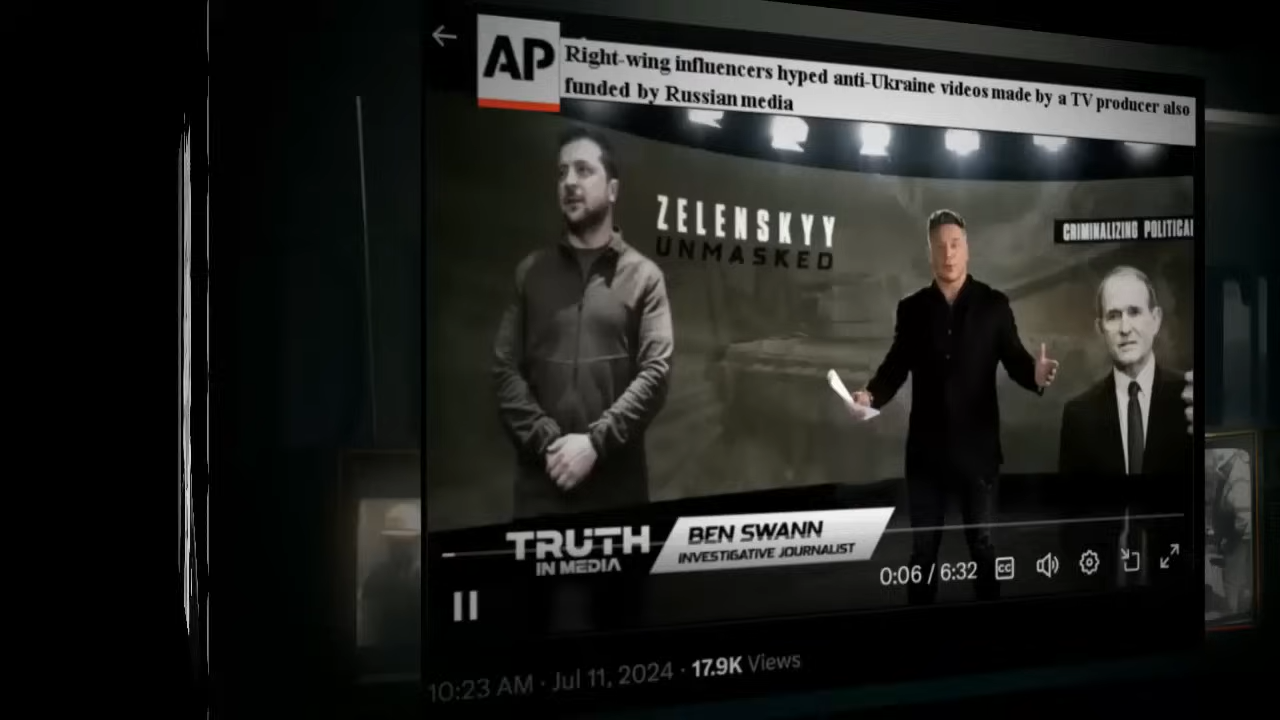 AP
Right-wing influencers hyped anti-Ukraine videos made by a TV producer also
funded by Russian media
ZELENSKYY
UNMASKED
CRIMINALIZING POLITICAL
TRUTH
IN MEDIA
BEN SWANN
INVESTIGATIVE JOURNALIST
0:06 / 6:32
CC
10:23 AM · Jul 11, 2024 · 17.9K Views